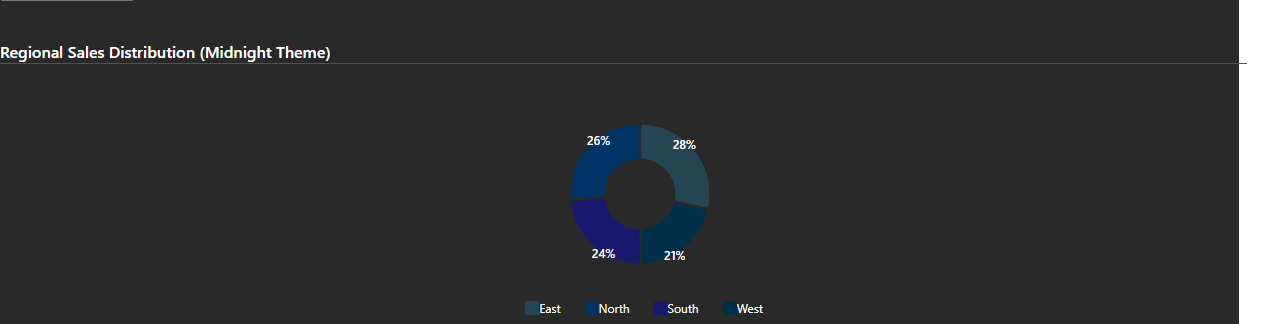 Regional Sales Distribution (Midnight Theme)
26%
28%
24%
21%
East North South West